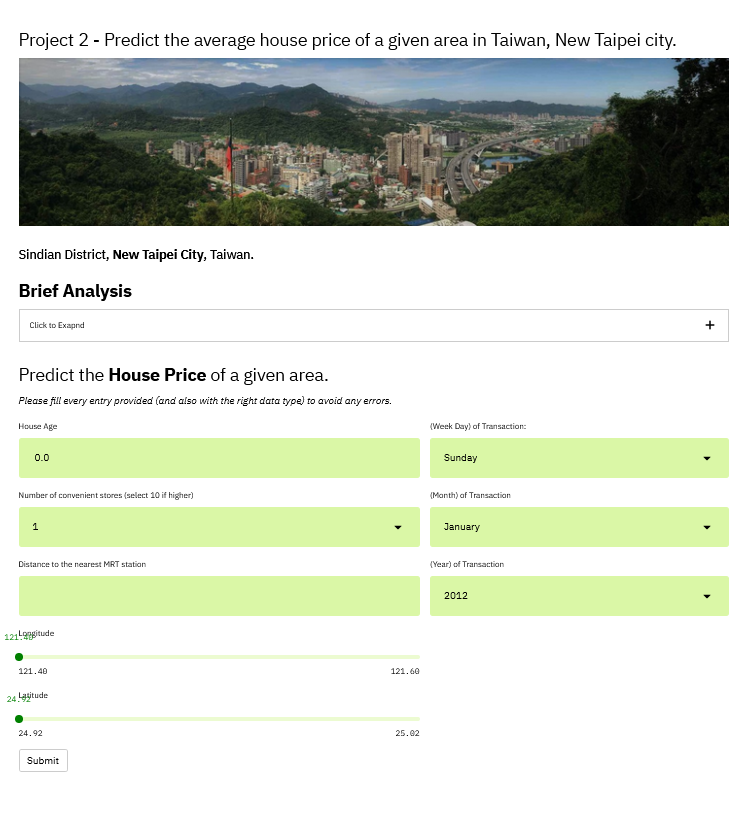 Project 2 - Predict the average house price of a given area in Taiwan, New Taipei city.
Sindian District, New Taipei City, Taiwan.
Brief Analysis
Click to Exapnd +
Predict the House Price of a given area.
Please fill every entry provided (and also with the right data type) to avoid any errors.
House Age
0.0
(Week Day) of Transaction:
Sunday
Number of convenient stores (select 10 if higher)
1
(Month) of Transaction
January
Distance to the nearest MRT station
(Year) of Transaction
2012
Longitude
121.40
121.40 121.60
Latitude
24.92
24.92 25.02
Submit